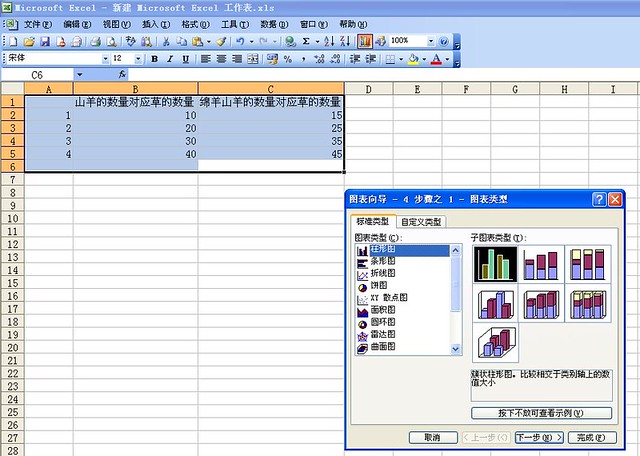 Microsoft Excel - 新建 Microsoft Excel 工作表.xls
文件(F) 编辑(E) 视图(V) 插入(I) 格式(O) 工具(T) 数据(D) 窗口(W) 帮助(H)
100%
宋体 12 B I U
C6 fx
A B C D E F G H I
1 山羊的数量对应草的数量 绵羊山羊的数量对应草的数量
2 1 10 15
3 2 20 25
4 3 30 35
5 4 40 45
6
7
8
9
10
11
12
13
14
15
16
17
18
19
20
21
22
23
24
25
26
27
28
图表向导 - 4 步骤之 1 - 图表类型
标准类型 自定义类型
图表类型(C): 子图表类型(T):
柱形图
条形图
折线图
饼图
XY 散点图
面积图
圆环图
雷达图
曲面图
簇状柱形图。比较相交于类别轴上的数
值大小
按下不放可查看示例(V)
取消 <上一步(<) 下一步(N)> 完成(F)